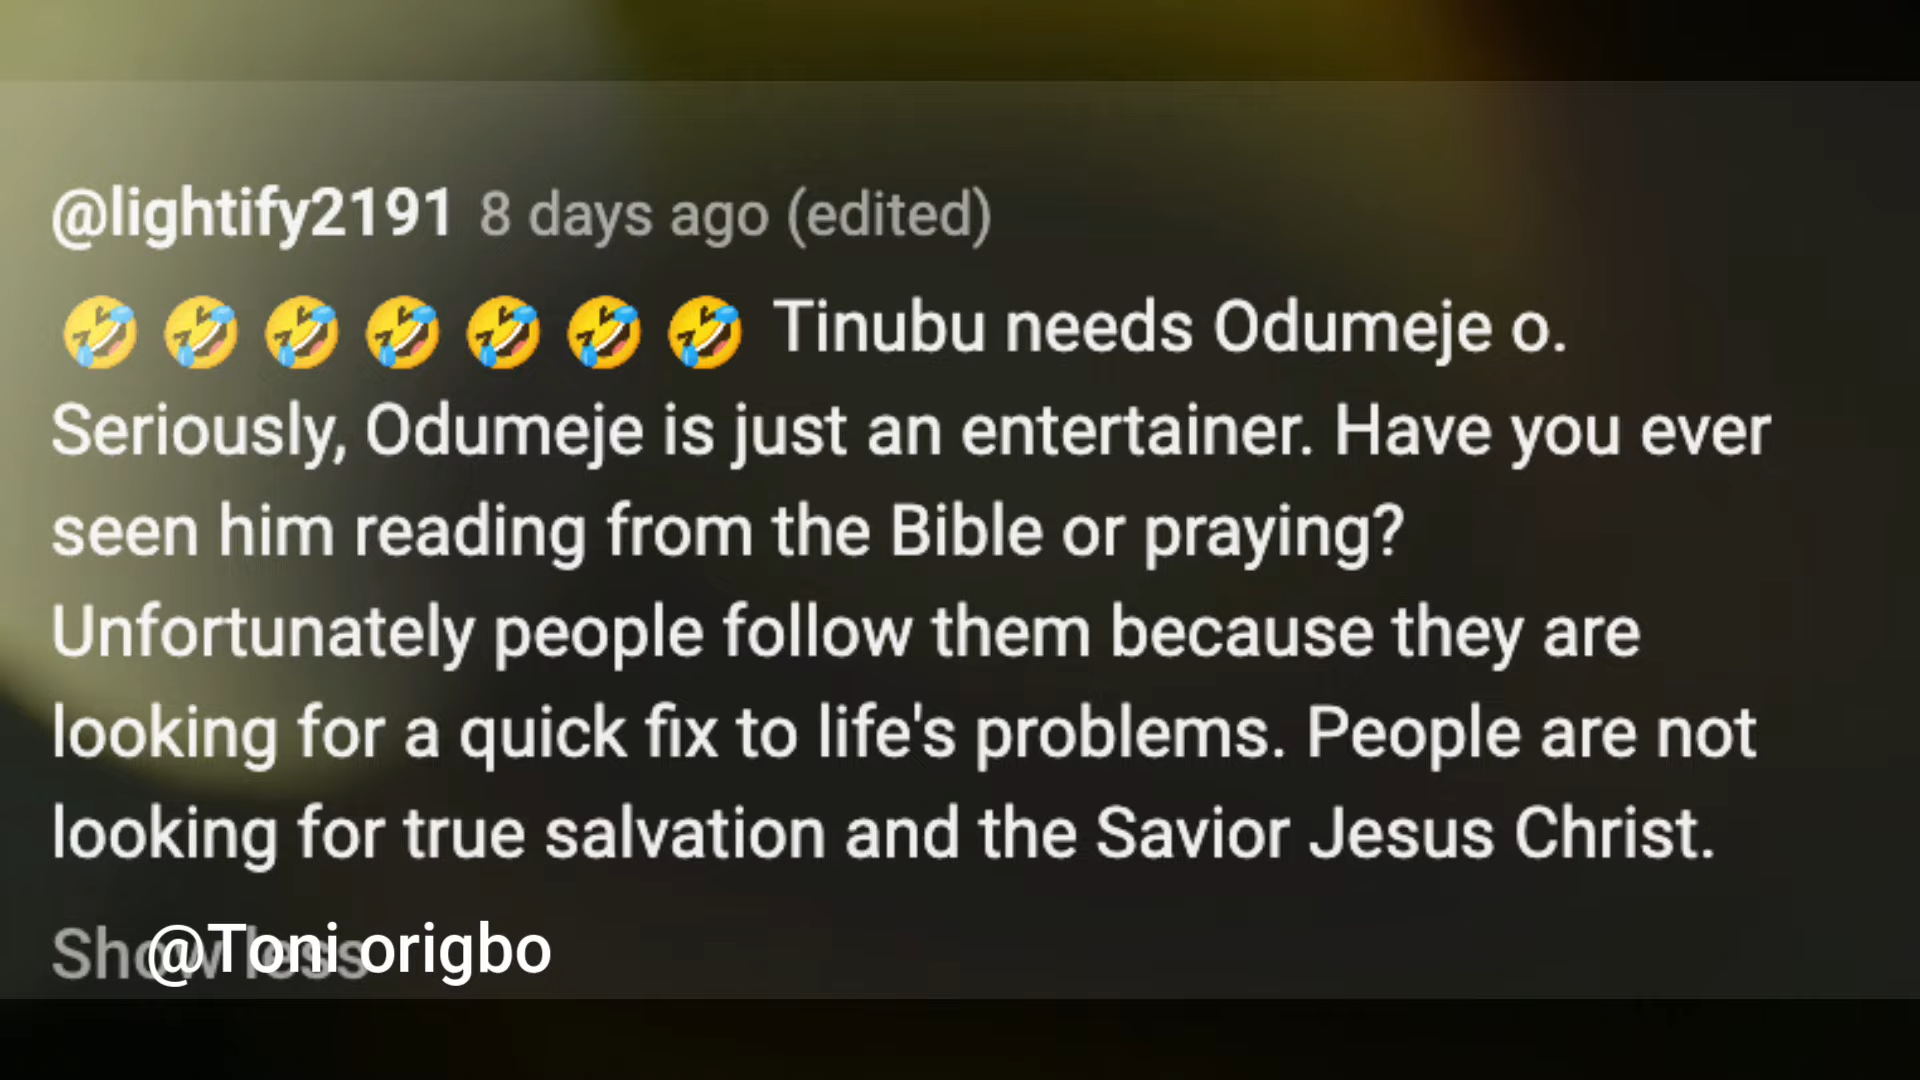 @lightify2191 8 days ago (edited)
🤣🤣🤣🤣🤣🤣🤣 Tinubu needs Odumeje o.
Seriously, Odumeje is just an entertainer. Have you ever
seen him reading from the Bible or praying?
Unfortunately people follow them because they are
looking for a quick fix to life's problems. People are not
looking for true salvation and the Savior Jesus Christ.
Show less
@Toni origbo